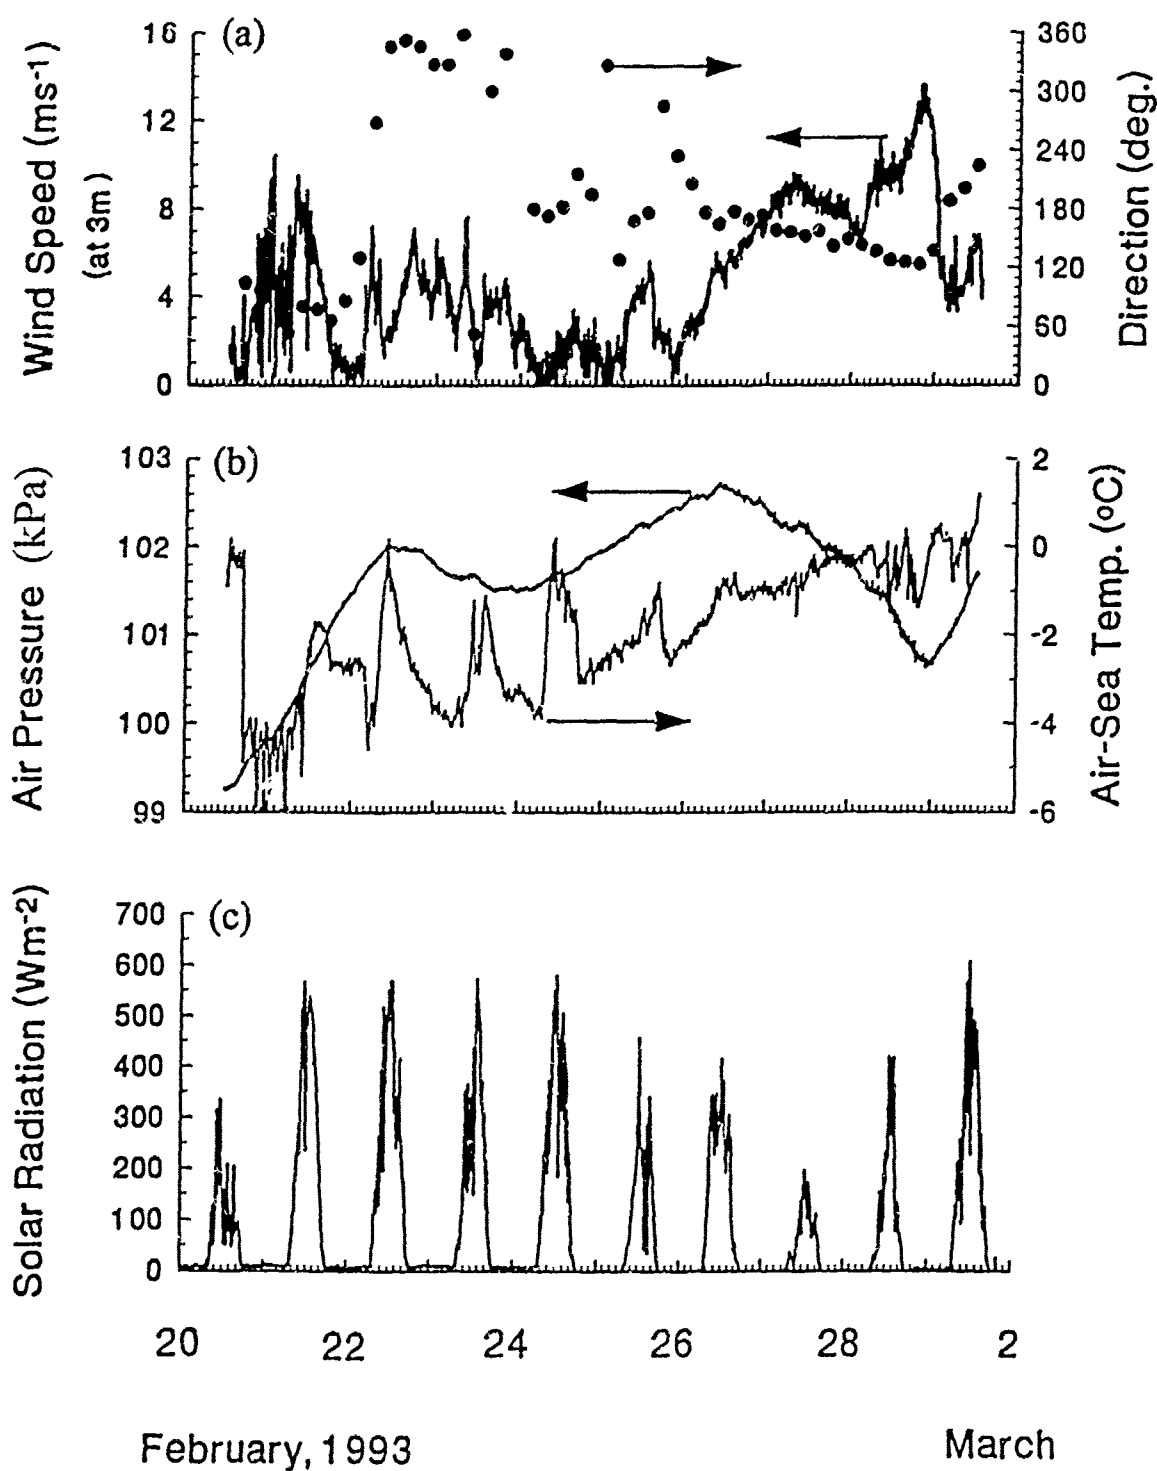 (a)
16
12
8
4
0
Wind Speed (ms-1)
(at 3m)
360
300
240
180
120
60
0
Direction (deg.)
(b)
103
102
101
100
99
Air Pressure (kPa)
2
0
-2
-4
-6
Air-Sea Temp. (oC)
(c)
700
600
500
400
300
200
100
0
Solar Radiation (Wm-2)
20 22 24 26 28 2
February, 1993 March